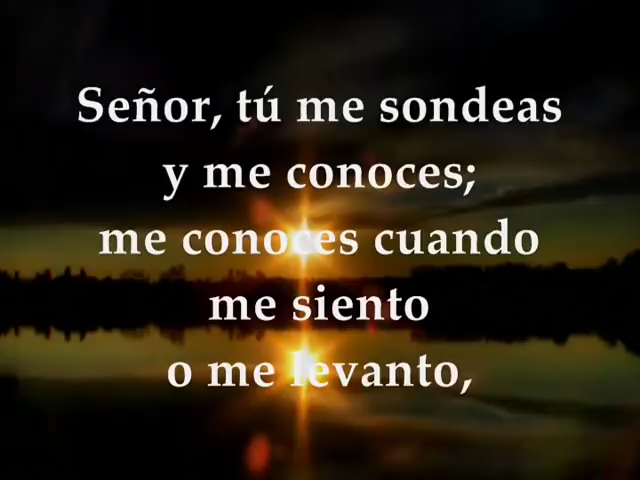 Señor, tú me sondeas
y me conoces;
me conoces cuando
me siento
o me levanto,